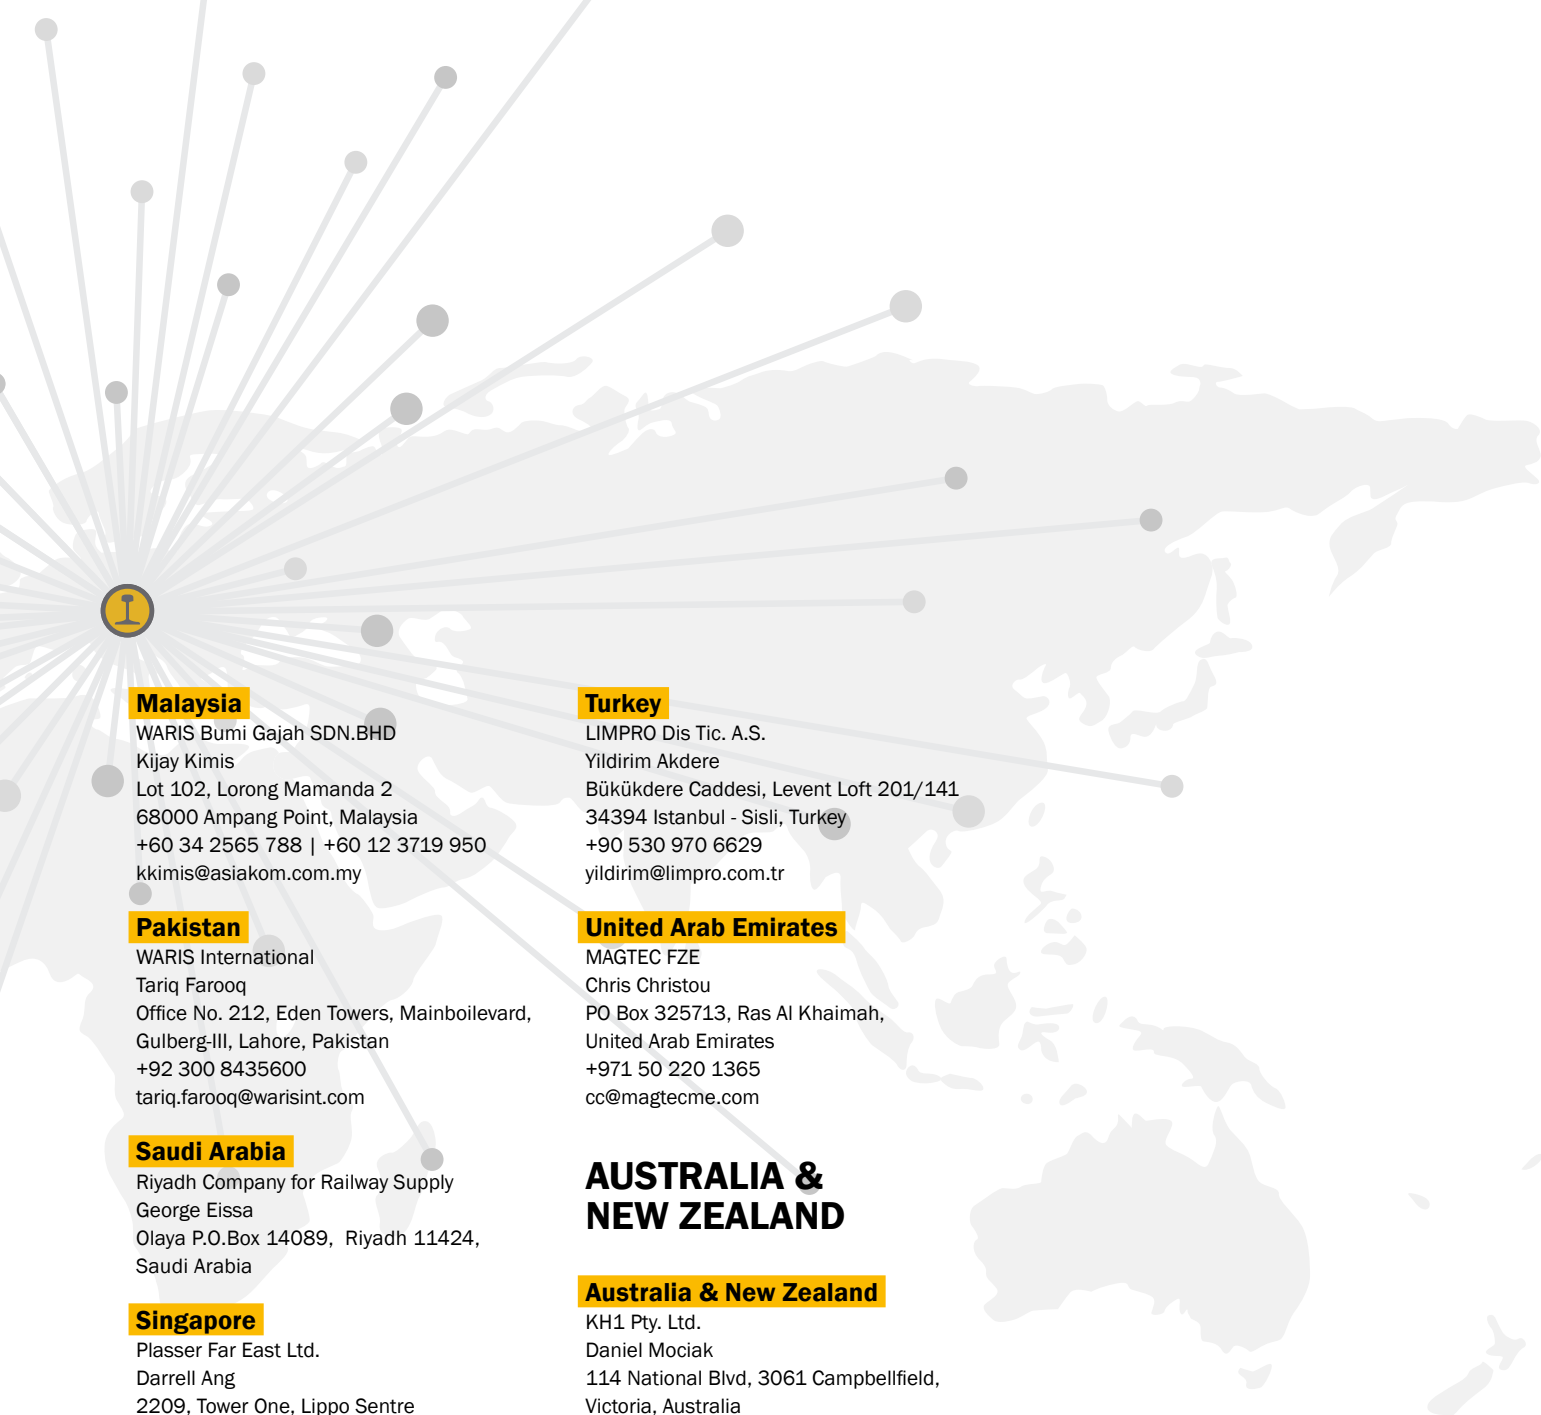 Malaysia
WARIS Bumi Gajah SDN.BHD
Kijay Kimis
Lot 102, Lorong Mamanda 2
68000 Ampang Point, Malaysia
+60 34 2565 788 | +60 12 3719 950
kkimis@asiakom.com.my
Pakistan
WARIS International
Tariq Farooq
Office No. 212, Eden Towers, Mainboilevard,
Gulberg-III, Lahore, Pakistan
+92 300 8435600
tariq.farooq@warisint.com
Saudi Arabia
Riyadh Company for Railway Supply
George Eissa
Olaya P.O.Box 14089,  Riyadh 11424,
Saudi Arabia
Singapore
Plasser Far East Ltd.
Darrell Ang
2209, Tower One, Lippo Sentre
Turkey
LIMPRO Dis Tic. A.S.
Yildirim Akdere
Bükükdere Caddesi, Levent Loft 201/141
34394 Istanbul - Sisli, Turkey
+90 530 970 6629
yildirim@limpro.com.tr
United Arab Emirates
MAGTEC FZE
Chris Christou
PO Box 325713, Ras Al Khaimah,
United Arab Emirates
+971 50 220 1365
cc@magtecme.com
AUSTRALIA &
NEW ZEALAND
Australia & New Zealand
KH1 Pty. Ltd.
Daniel Mociak
114 National Blvd, 3061 Campbellfield,
Victoria, Australia